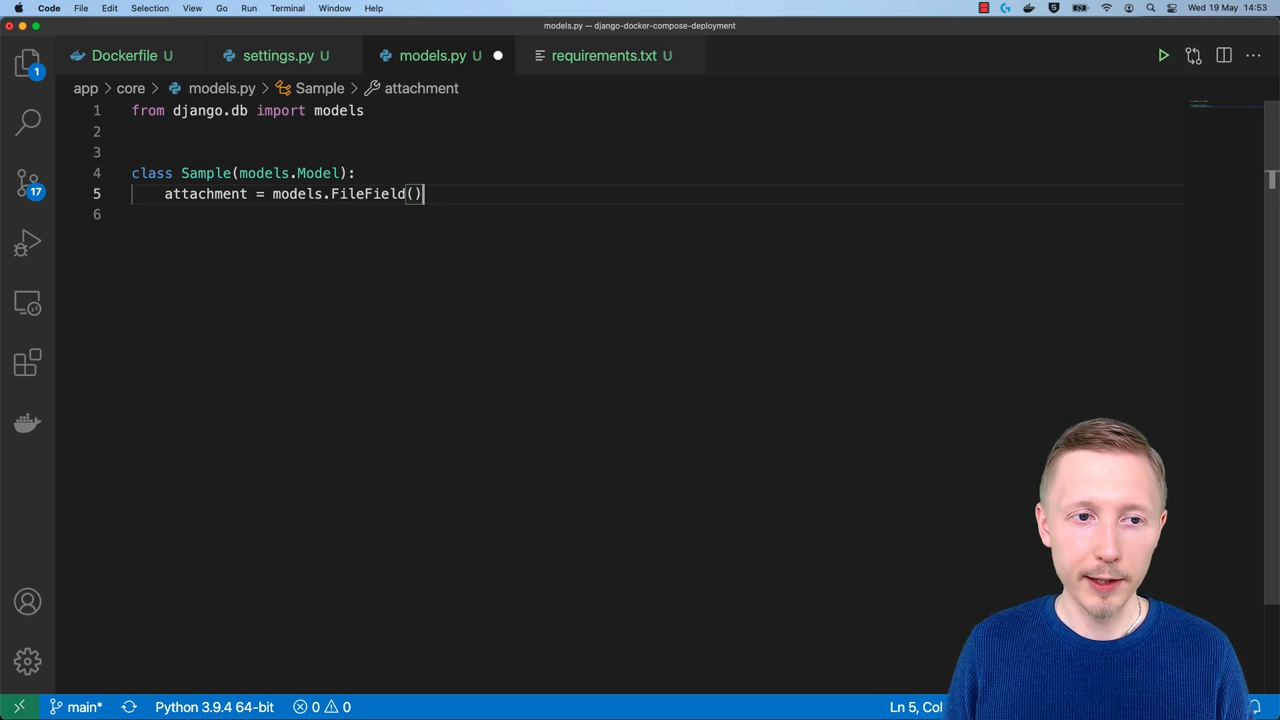 Code File Edit Selection View Go Run Terminal Window Help Wed 19 May 14:53
models.py — django-docker-compose-deployment
Dockerfile U settings.py U models.py U requirements.txt U
app > core > models.py > Sample > attachment
1 from django.db import models
2
3
4 class Sample(models.Model):
5 attachment = models.FileField()
6
1
17
main* Python 3.9.4 64-bit 0 0 Ln 5, Col